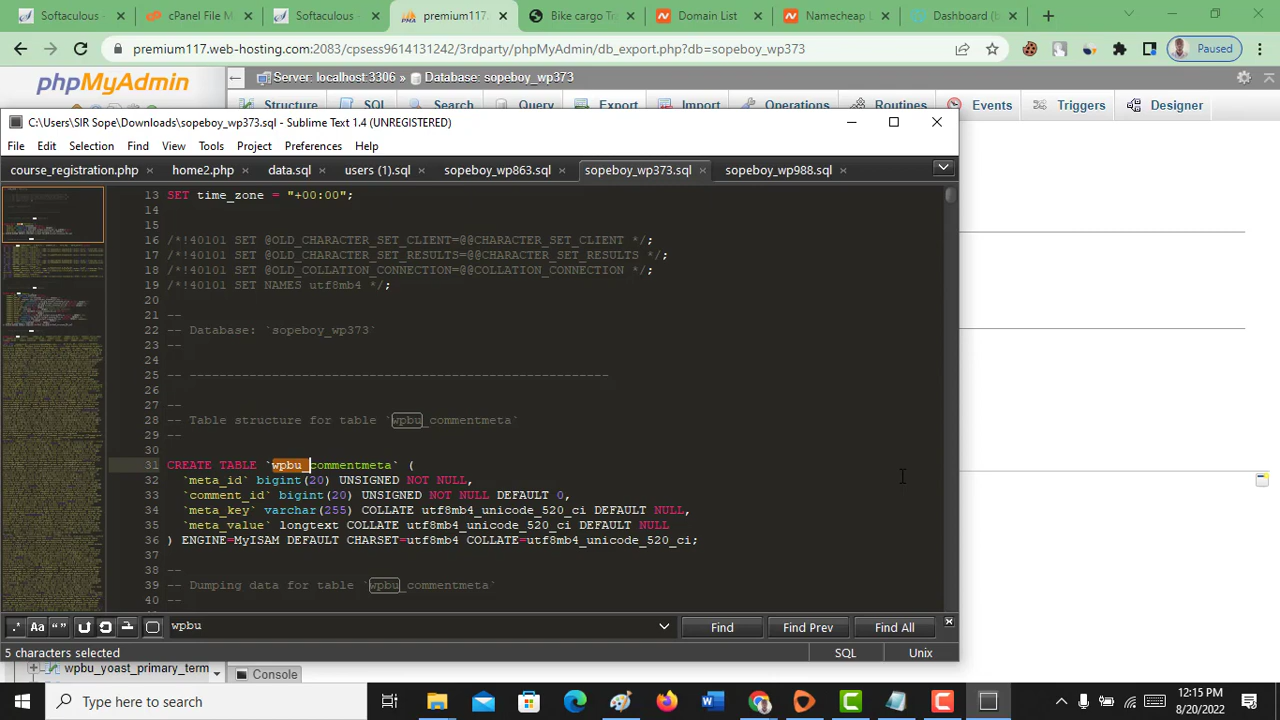 Softaculous
cPanel File M
Softaculous -
premium117.
Bike cargo Tra
Domain List
Namecheap L
Dashboard (b
premium117.web-hosting.com:2083/cpsess9614131242/3rdparty/phpMyAdmin/db_export.php?db=sopeboy_wp373
Paused
phpMyAdmin
Server: localhost:3306 » Database: sopeboy_wp373
Structure SQL Search Query Export Import Operations Routines Events Triggers Designer
C:\Users\SIR Sope\Downloads\sopeboy_wp373.sql - Sublime Text 1.4 (UNREGISTERED)
File Edit Selection Find View Tools Project Preferences Help
course_registration.php home2.php data.sql users (1).sql sopeboy_wp863.sql sopeboy_wp373.sql sopeboy_wp988.sql
13 SET time_zone = "+00:00";
14
15
16 /*!40101 SET @OLD_CHARACTER_SET_CLIENT=@@CHARACTER_SET_CLIENT */;
17 /*!40101 SET @OLD_CHARACTER_SET_RESULTS=@@CHARACTER_SET_RESULTS */;
18 /*!40101 SET @OLD_COLLATION_CONNECTION=@@COLLATION_CONNECTION */;
19 /*!40101 SET NAMES utf8mb4 */;
20
21 --
22 -- Database: `sopeboy_wp373`
23 --
24
25 -- --------------------------------------------------------
26
27 --
28 -- Table structure for table `wpbu_commentmeta`
29 --
30
31 CREATE TABLE `wpbu_commentmeta` (
32 `meta_id` bigint(20) UNSIGNED NOT NULL,
33 `comment_id` bigint(20) UNSIGNED NOT NULL DEFAULT 0,
34 `meta_key` varchar(255) COLLATE utf8mb4_unicode_520_ci DEFAULT NULL,
35 `meta_value` longtext COLLATE utf8mb4_unicode_520_ci DEFAULT NULL
36 ) ENGINE=MyISAM DEFAULT CHARSET=utf8mb4 COLLATE=utf8mb4_unicode_520_ci;
37
38 --
39 -- Dumping data for table `wpbu_commentmeta`
40 --
.* Aa “” wpbu Find Find Prev Find All
5 characters selected SQL Unix
wpbu_yoast_primary_term
Console
Type here to search
12:15 PM
8/20/2022